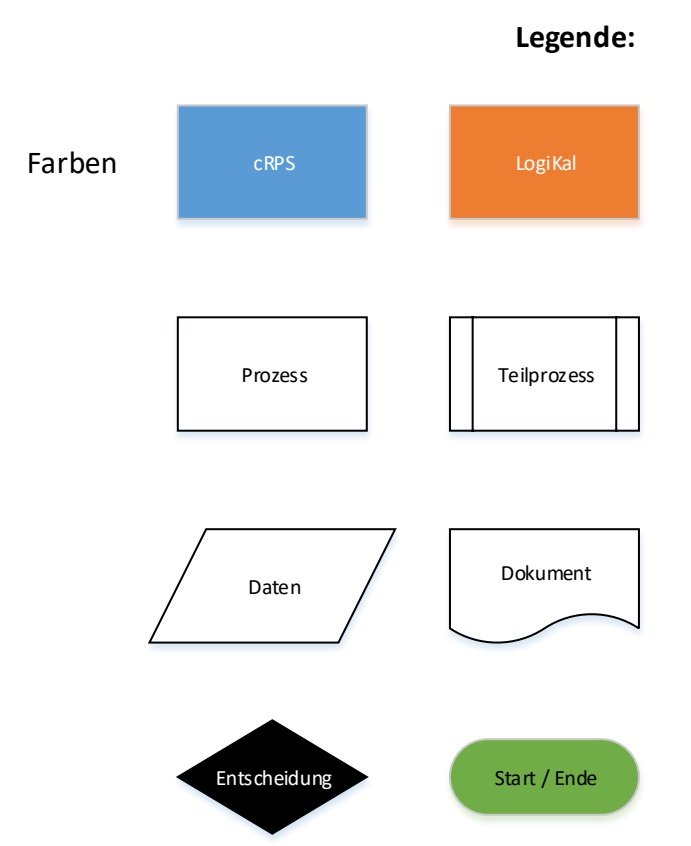 Legende:
Farben
cRPS
LogiKal
Prozess
Teilprozess
Daten
Dokument
Entscheidung
Start / Ende